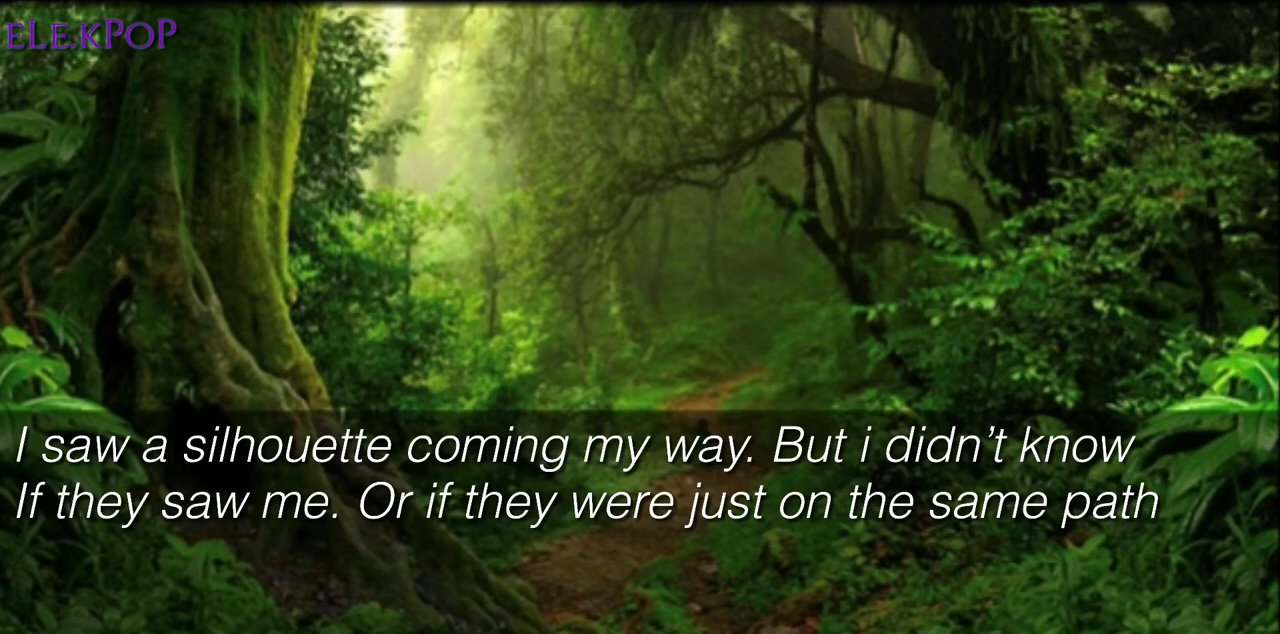 ELE.KPOP
I saw a silhouette coming my way. But i didn’t know
If they saw me. Or if they were just on the same path